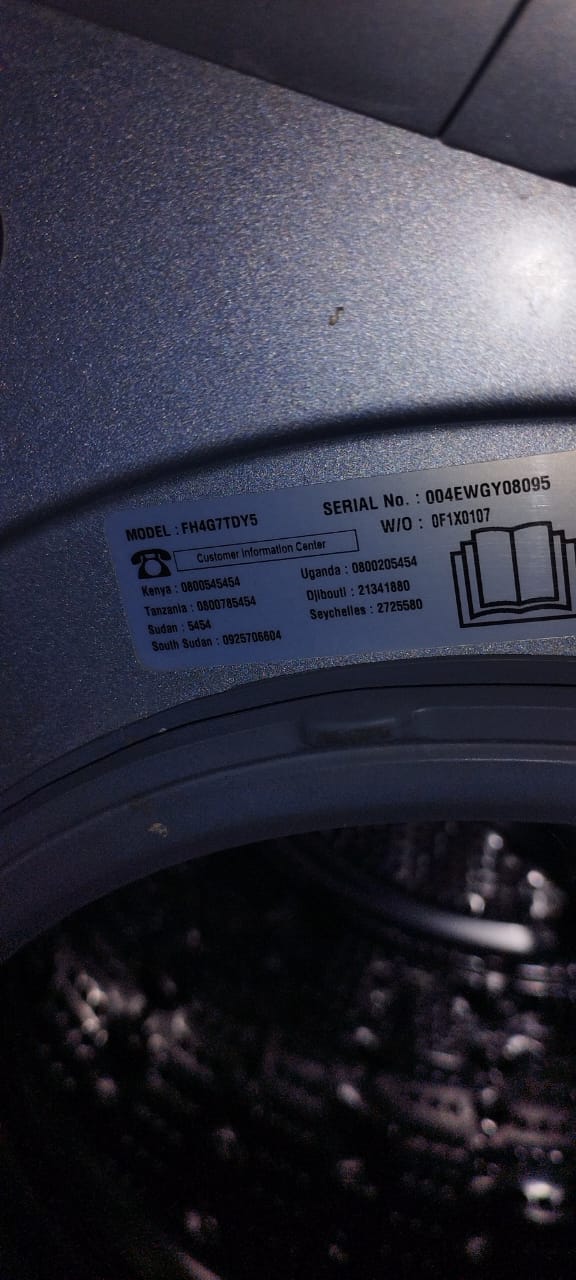 MODEL : FH4G7TDY5
SERIAL No. : 004EWGY08095
W/O : 0F1X0107
Customer Information Center
Kenya : 0800545454
Tanzania : 0800785454
Sudan : 5454
South Sudan : 0925706604
Uganda : 0800205454
Djibouti : 21341880
Seychelles : 2725580